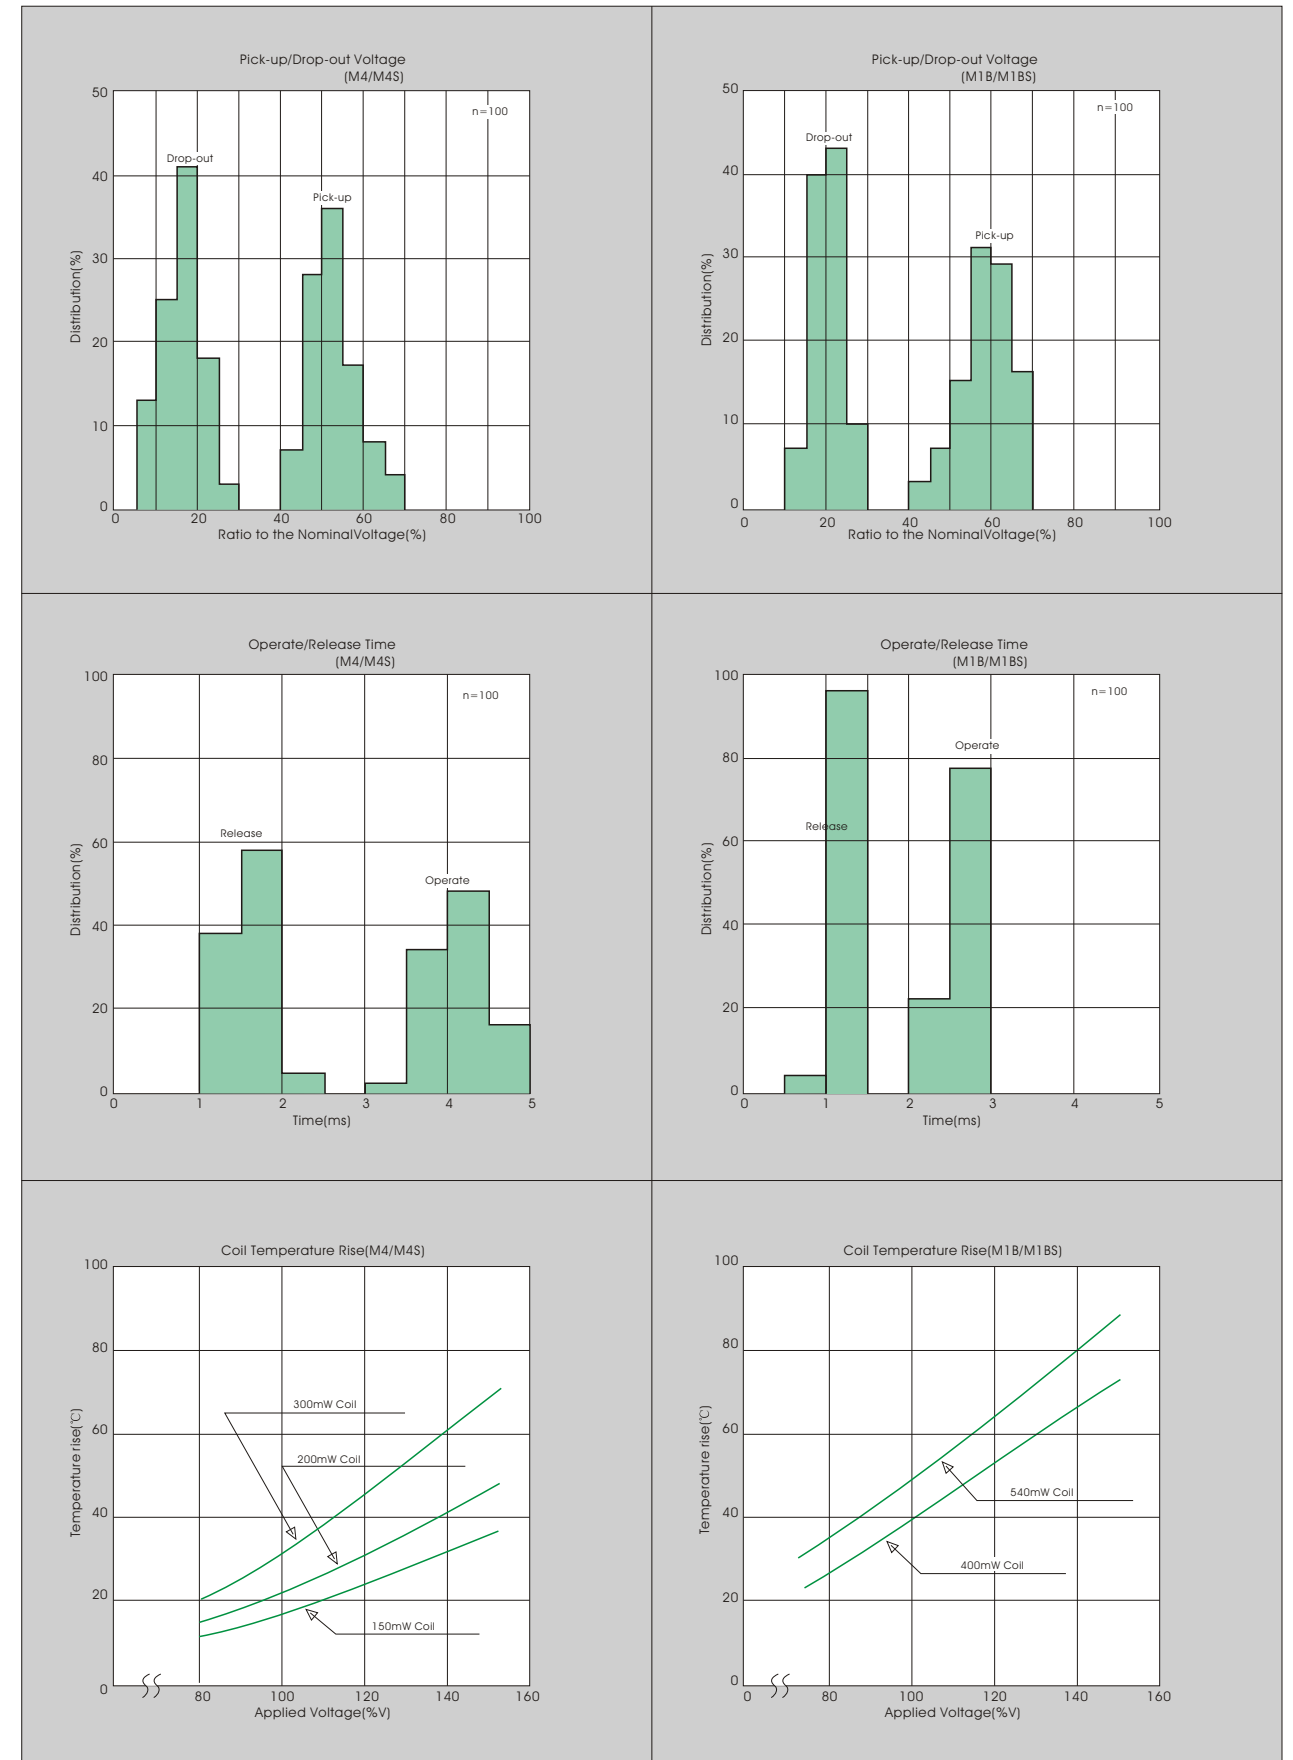 Pick-up/Drop-out Voltage
(M4/M4S)
50
n=100
Drop-out
40
Pick-up
30
Distribution(%)
20
10
0
0 20 40 60 80 100
Ratio to the NominalVoltage(%)
Pick-up/Drop-out Voltage
(M1B/M1BS)
50
n=100
Drop-out
40
Pick-up
30
Distribution(%)
20
10
0
0 20 40 60 80 100
Ratio to the NominalVoltage(%)
Operate/Release Time
(M4/M4S)
100
n=100
80
Release
60
Operate
Distribution(%)
40
20
0
0 1 2 3 4 5
Time(ms)
Operate/Release Time
(M1B/M1BS)
100
n=100
Operate
80
Release
60
Distribution(%)
40
20
0
0 1 2 3 4 5
Time(ms)
Coil Temperature Rise(M4/M4S)
100
80
300mW Coil
60
200mW Coil
Temperature rise(℃)
40
20
150mW Coil
0
80 100 120 140 160
Applied Voltage(%V)
Coil Temperature Rise(M1B/M1BS)
100
80
60
Temperature rise(℃)
540mW Coil
40
400mW Coil
20
0
0 80 100 120 140 160
Applied Voltage(%V)